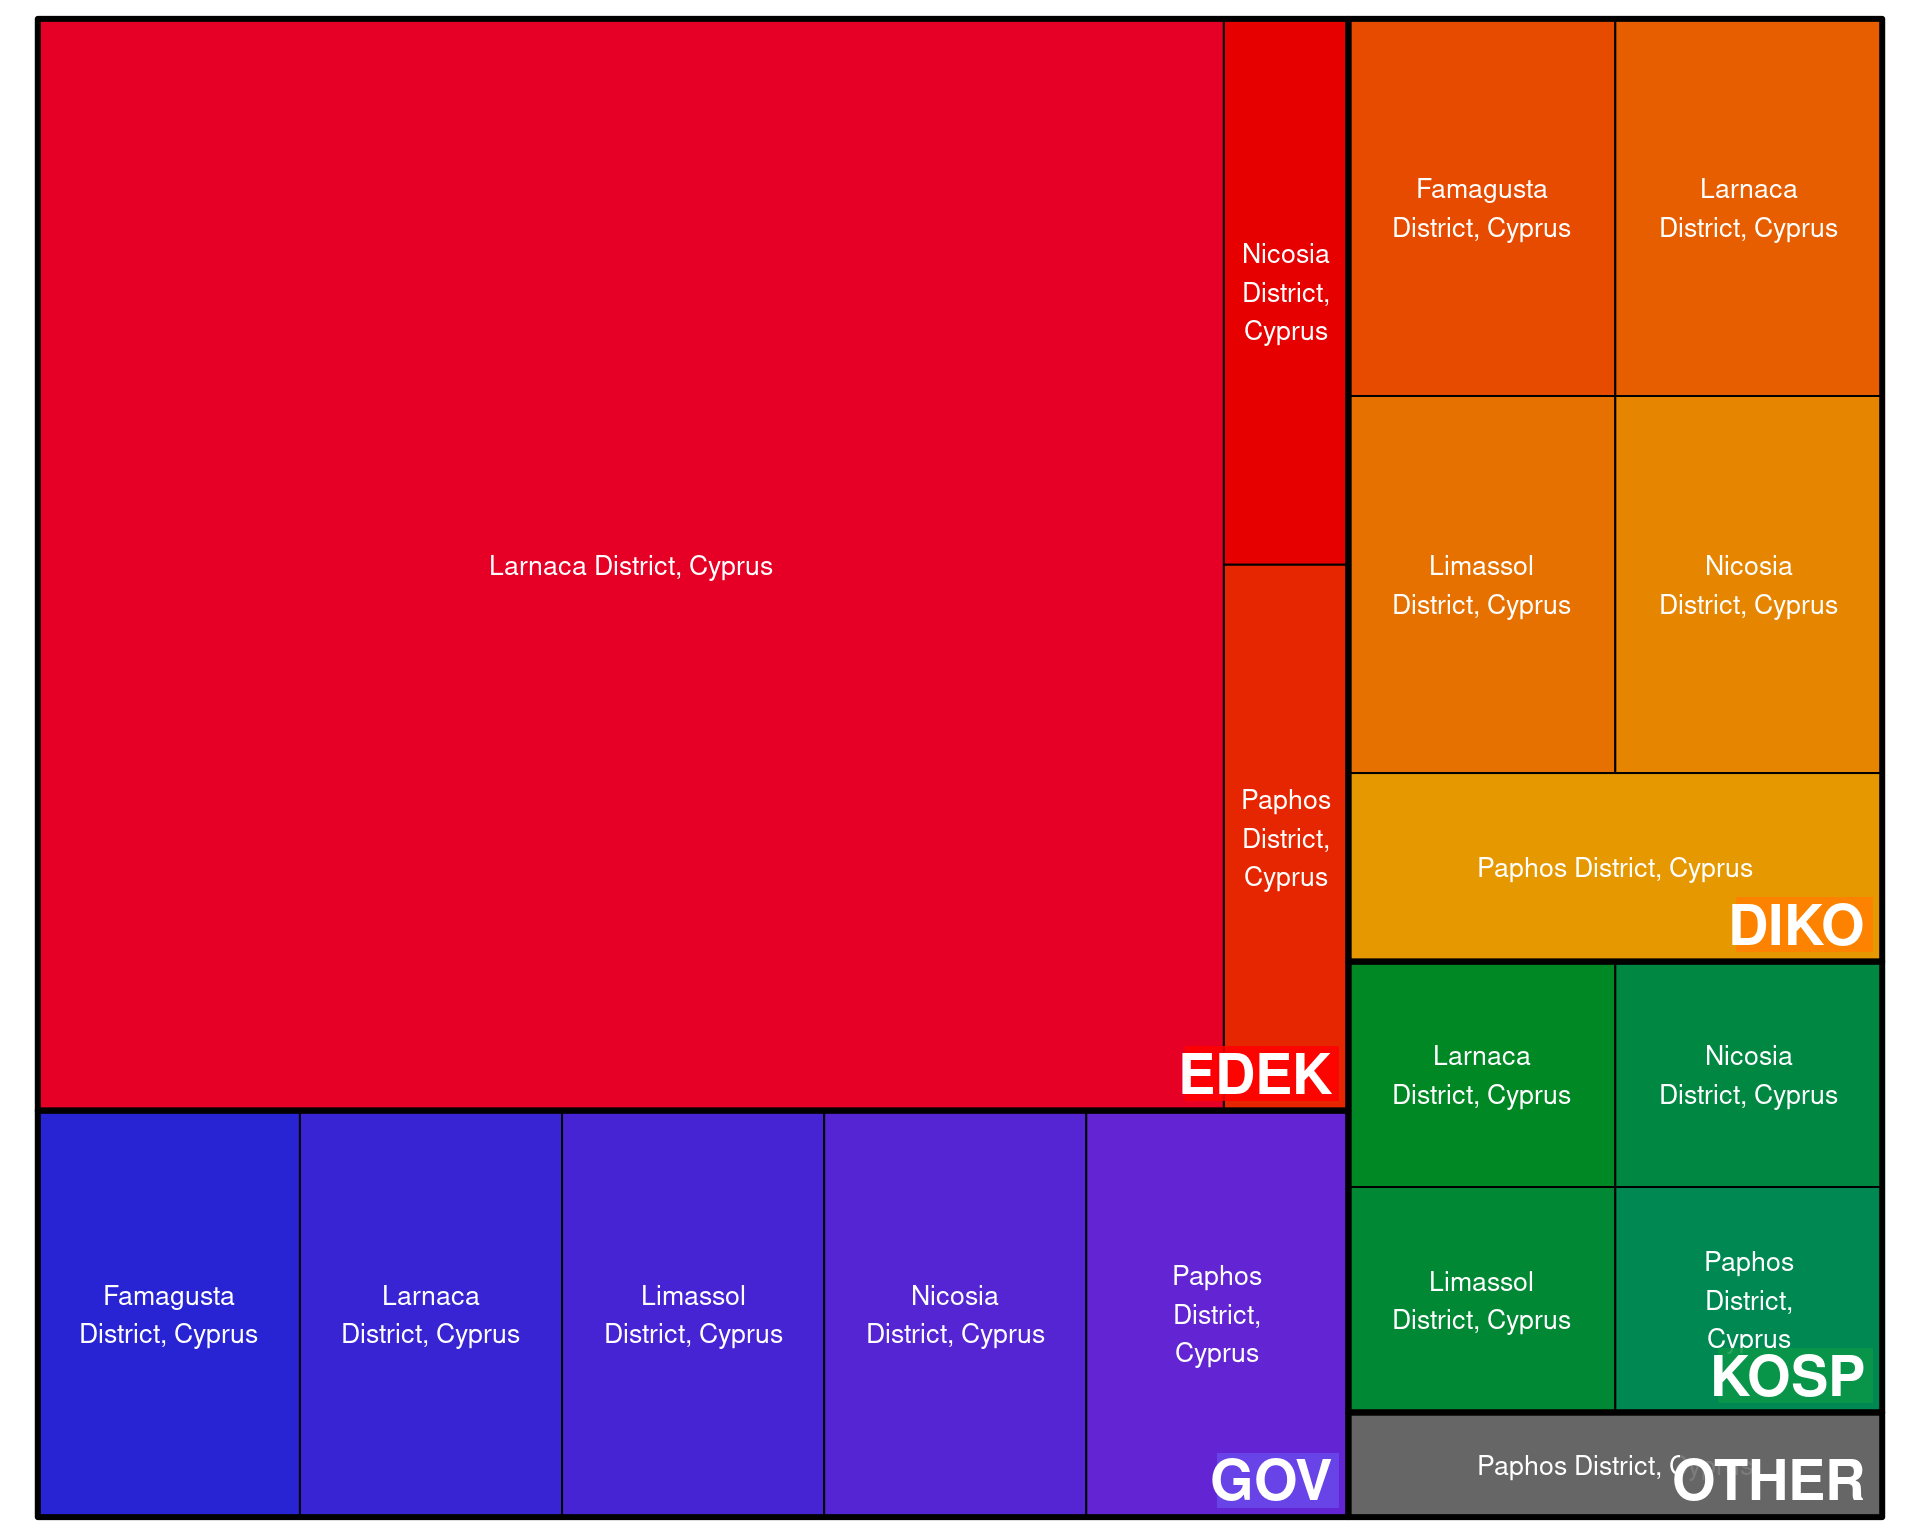 Larnaca District, Cyprus
Nicosia
District,
Cyprus
Paphos
District,
Cyprus
EDEK
Famagusta
District, Cyprus
Larnaca
District, Cyprus
Limassol
District, Cyprus
Nicosia
District, Cyprus
Paphos District, Cyprus
DIKO
Famagusta
District, Cyprus
Larnaca
District, Cyprus
Limassol
District, Cyprus
Nicosia
District, Cyprus
Paphos
District,
Cyprus
GOV
Larnaca
District, Cyprus
Nicosia
District, Cyprus
Limassol
District, Cyprus
Paphos
District,
Cyprus
KOSP
Paphos District, Cyprus
OTHER